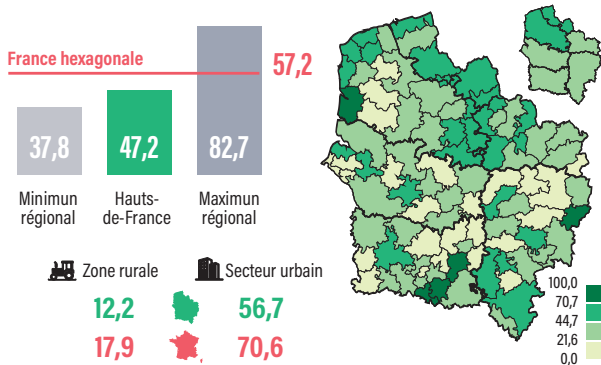 France hexagonale
57,2
37,8
47,2
82,7
Minimun
régional
Hauts-
de-France
Maximun
régional
Zone rurale
Secteur urbain
12,2
56,7
17,9
70,6
100,0
70,7
44,7
21,6
0,0